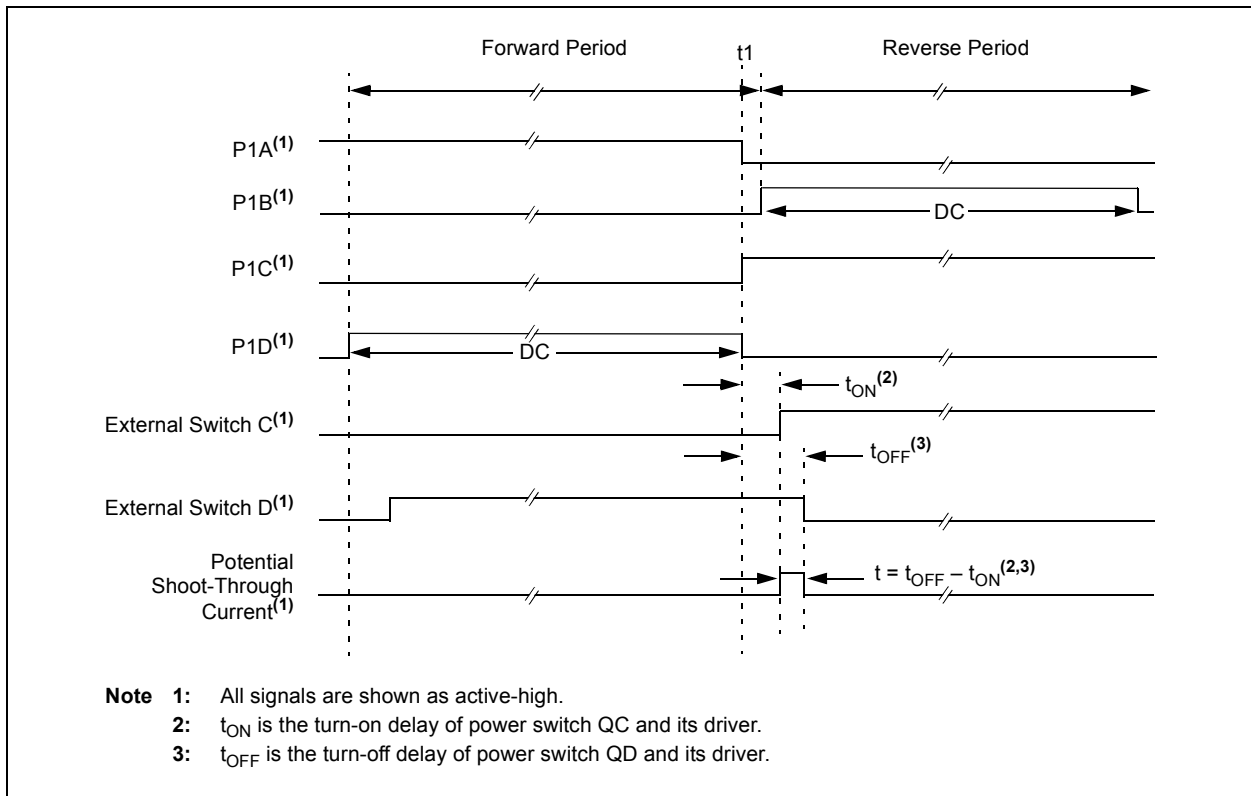 Forward Period
t1
Reverse Period
P1A(1)
P1B(1)
DC
P1C(1)
P1D(1)
DC
tON(2)
External Switch C(1)
tOFF(3)
External Switch D(1)
Potential
Shoot-Through
Current(1)
t = tOFF – tON(2,3)
Note 1: All signals are shown as active-high.
2: tON is the turn-on delay of power switch QC and its driver.
3: tOFF is the turn-off delay of power switch QD and its driver.